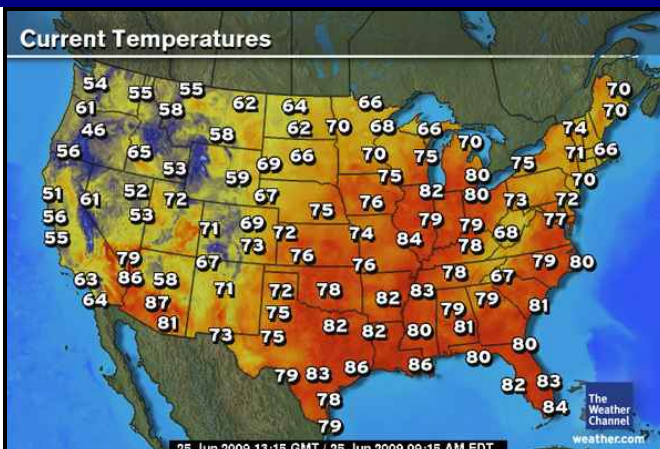 Current Temperatures
54 55 55 62 64 66 70
61 58 70
46 58 62 70 68 66 74
56 65 66 70 75 70 75 71 66
53 69 75 80 70
51 61 52 72 59 67 76 82 80 73 72
56 53 71 69 75 79 79 68 77
55 73 72 74 84 78
79 67 76 76 78 67 79 80
63 86 58 71 72 78 82 83 79 79 81
64 87 75
81 73 75 82 82 80 81 80
79 83 86 86 80 82 83
78 84
79
The
Weather
Channel
weather.com
25 Jun 2009 13:15 GMT / 25 Jun 2009 09:15 AM EDT